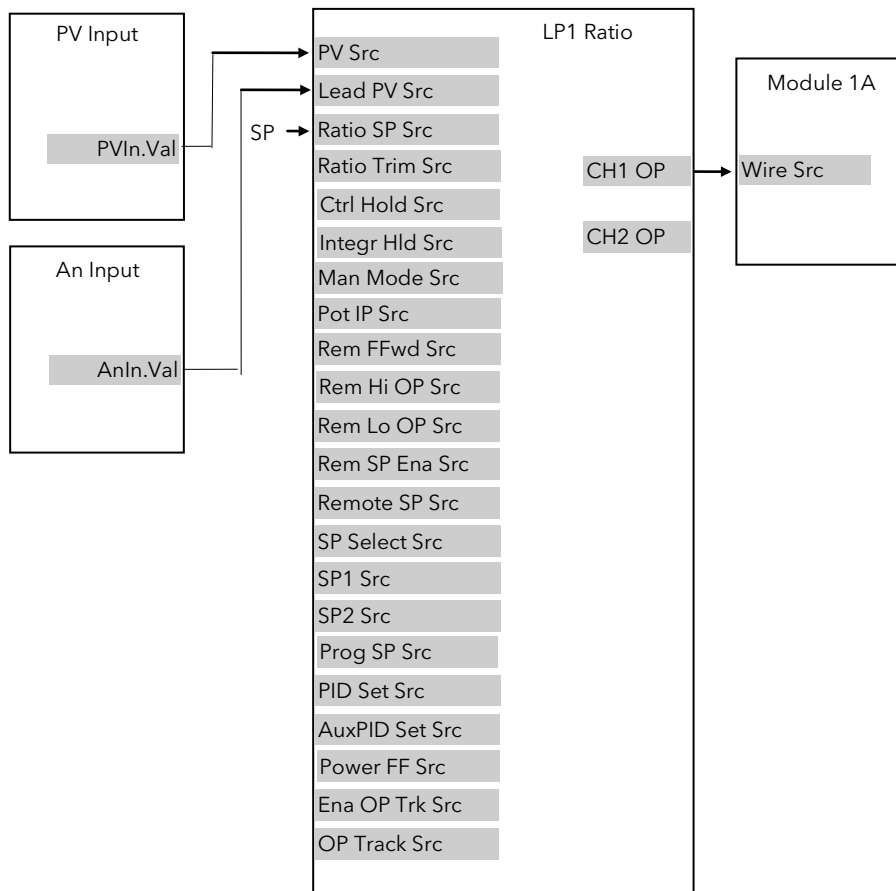 PV Input
PVIn.Val
An Input
AnIn.Val
SP
LP1 Ratio
PV Src
Lead PV Src
Ratio SP Src
Ratio Trim Src
Ctrl Hold Src
Integr Hld Src
Man Mode Src
Pot IP Src
Rem FFwd Src
Rem Hi OP Src
Rem Lo OP Src
Rem SP Ena Src
Remote SP Src
SP Select Src
SP1 Src
SP2 Src
Prog SP Src
PID Set Src
AuxPID Set Src
Power FF Src
Ena OP Trk Src
OP Track Src
CH1 OP
CH2 OP
Module 1A
Wire Src